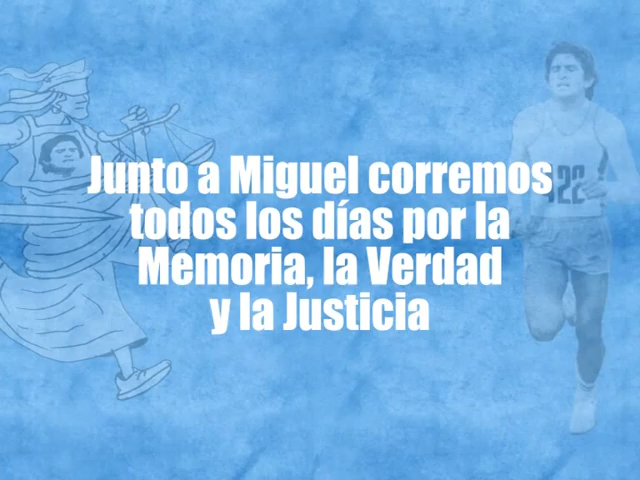 Junto a Miguel corremos
todos los días por la
Memoria, la Verdad
y la Justicia